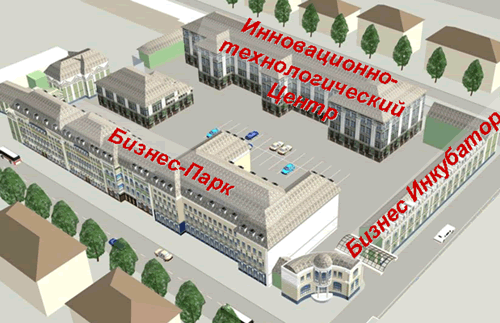 Инновационно-
технологический
Центр
Бизнес-Парк
Бизнес Инкубатор